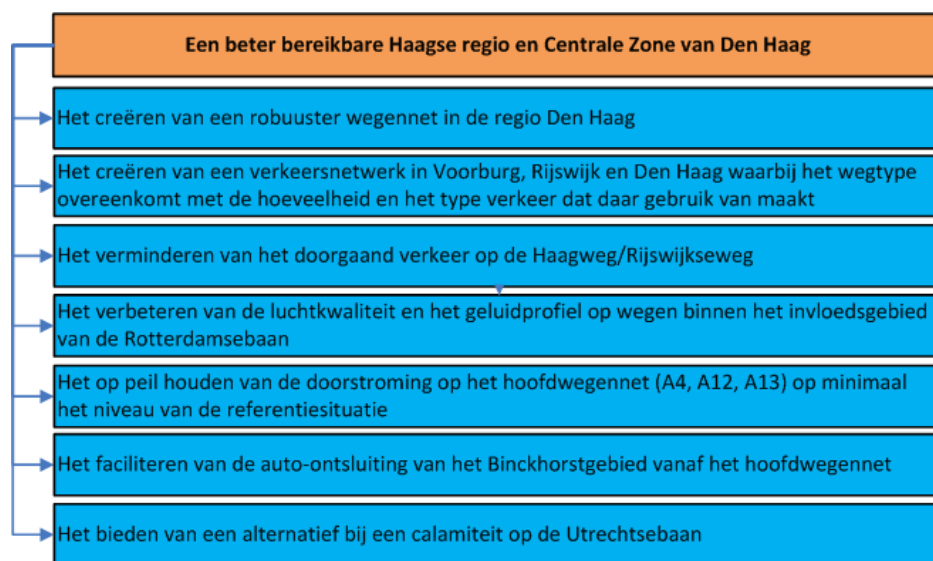 Een beter bereikbare Haagse regio en Centrale Zone van Den Haag
Het creëren van een robuuster wegennet in de regio Den Haag
Het creëren van een verkeersnetwerk in Voorburg, Rijswijk en Den Haag waarbij het wegtype
overeenkomt met de hoeveelheid en het type verkeer dat daar gebruik van maakt
Het verminderen van het doorgaand verkeer op de Haagweg/Rijswijkseweg
Het verbeteren van de luchtkwaliteit en het geluidprofiel op wegen binnen het invloedsgebied
van de Rotterdamsebaan
Het op peil houden van de doorstroming op het hoofdwegennet (A4, A12, A13) op minimaal
het niveau van de referentiesituatie
Het faciliteren van de auto-ontsluiting van het Binckhorstgebied vanaf het hoofdwegennet
Het bieden van een alternatief bij een calamiteit op de Utrechtsebaan